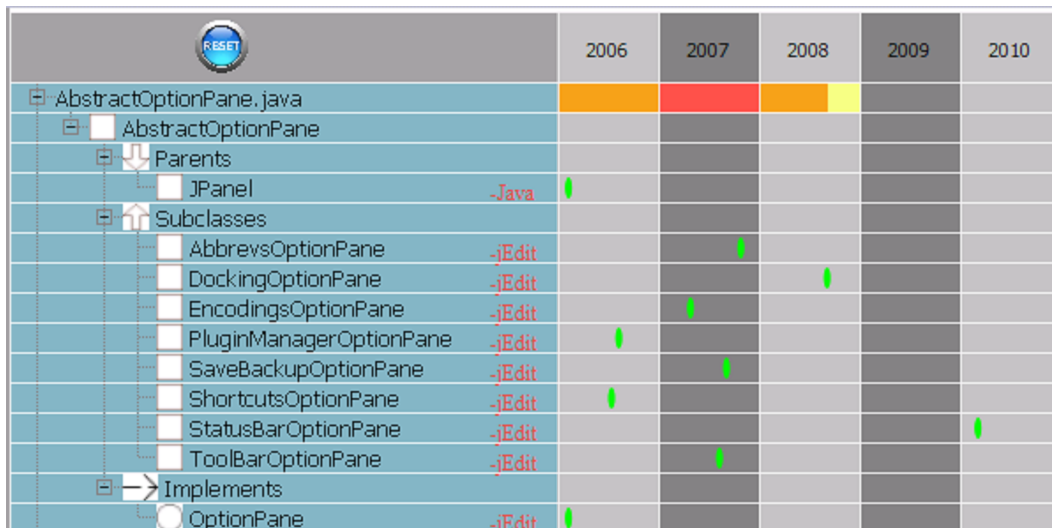 RESET 2006 2007 2008 2009 2010
AbstractOptionPane.java
AbstractOptionPane
Parents
JPanel -Java
Subclasses
AbbrevsOptionPane -jEdit
DockingOptionPane -jEdit
EncodingsOptionPane -jEdit
PluginManagerOptionPane -jEdit
SaveBackupOptionPane -jEdit
ShortcutsOptionPane -jEdit
StatusBarOptionPane -jEdit
ToolBarOptionPane -jEdit
Implements
OptionPane -jEdit